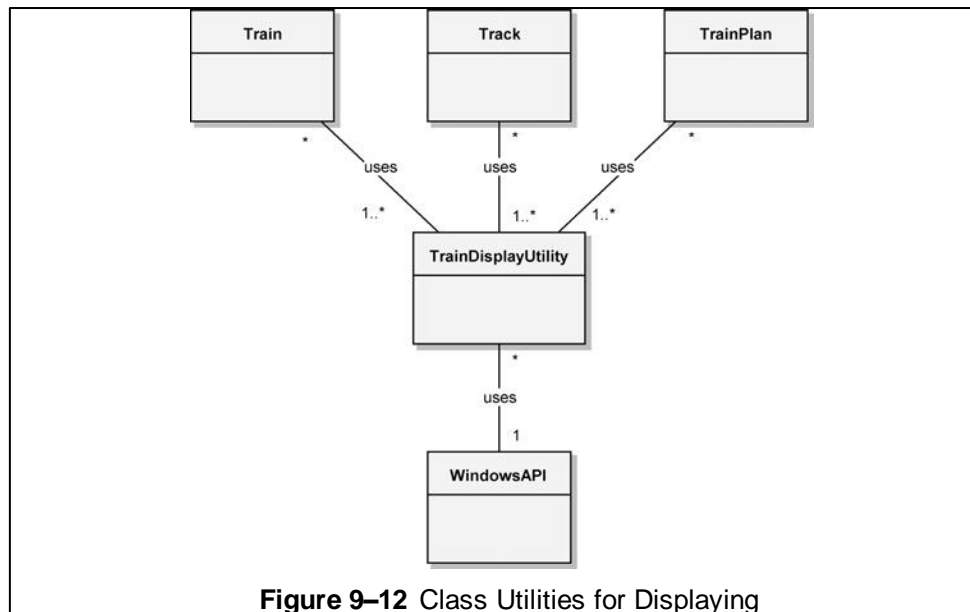 Train
Track
TrainPlan
*
*
*
uses
uses
uses
1..*
1..*
1..*
TrainDisplayUtility
*
uses
1
WindowsAPI
Figure 9–12 Class Utilities for Displaying